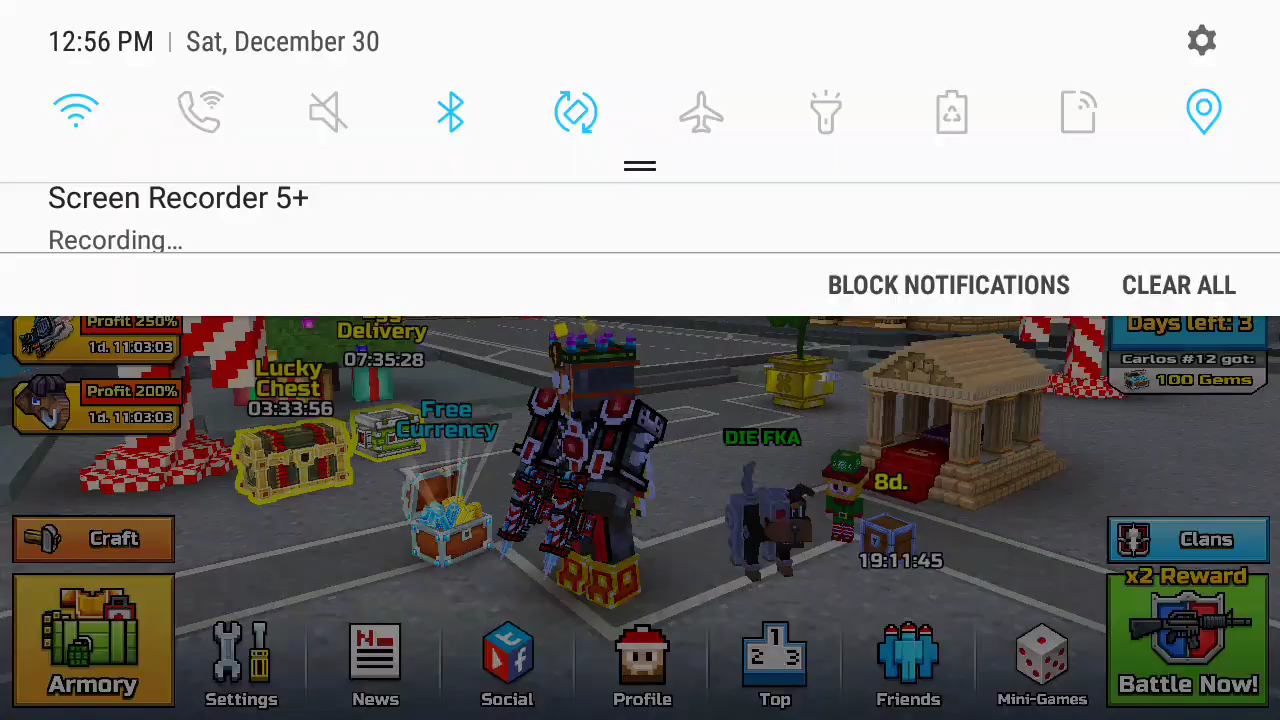 12:56 PM | Sat, December 30
Screen Recorder 5+
Recording...
BLOCK NOTIFICATIONS CLEAR ALL
Profit 250%
1d. 11:03:03
Profit 200%
1d. 11:03:03
Delivery
07:35:28
Lucky
Chest
03:33:56
Free
Currency
DIE FKA
8d.
19:11:45
Days left: 3
Carlos #12 got:
100 Gems
Craft
Clans
x2 Reward
Armory
Settings
News
Social
Profile
1
2 3
Top
Friends
Mini-Games
Battle Now!